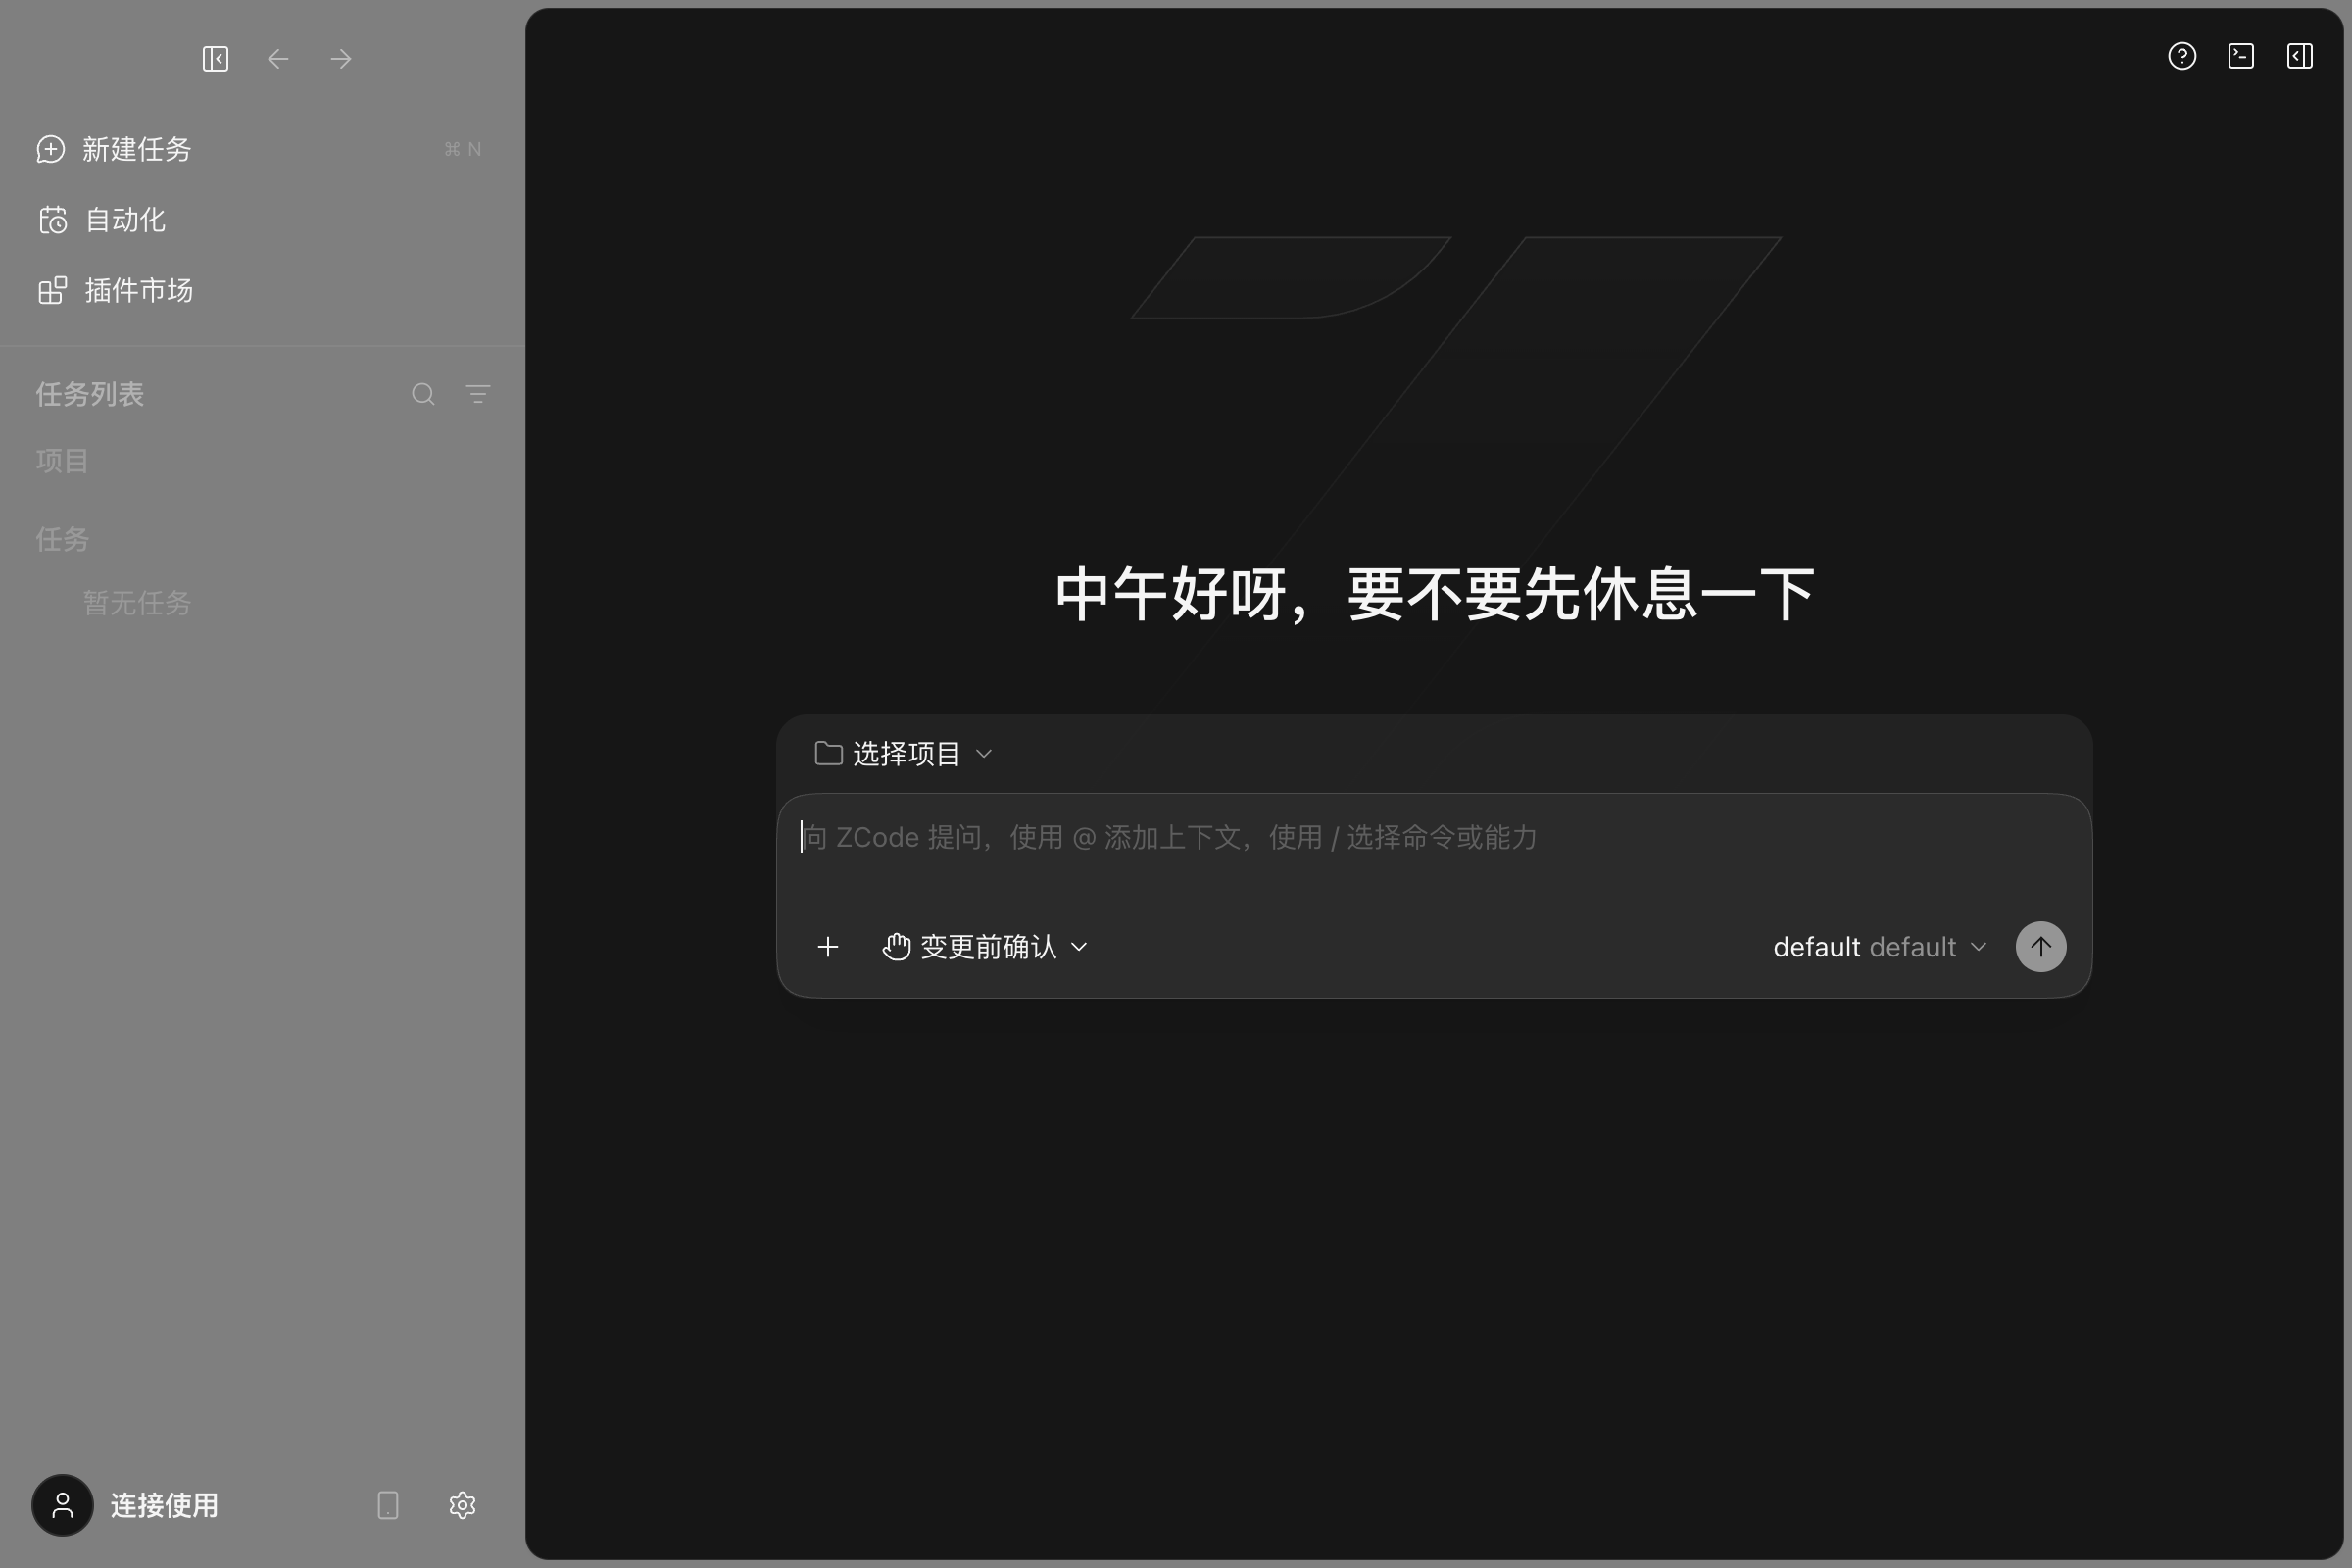 新建任务 ⌘ N
自动化
插件市场
任务列表
项目
任务
暂无任务
连接使用
中午好呀，要不要先休息一下
选择项目
向 ZCode 提问，使用 @ 添加上下文，使用 / 选择命令或能力
变更前确认
default default